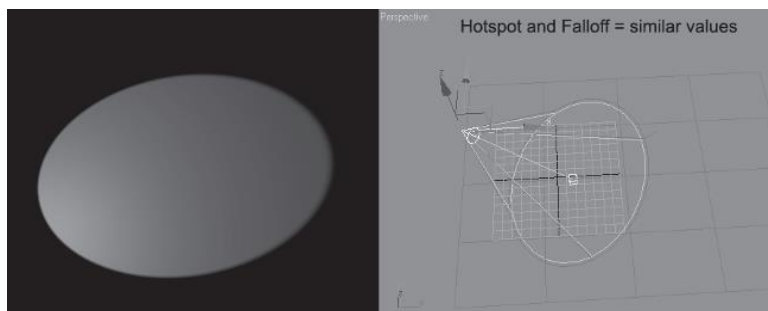 Perspective
Hotspot and Falloff = similar values
z
z